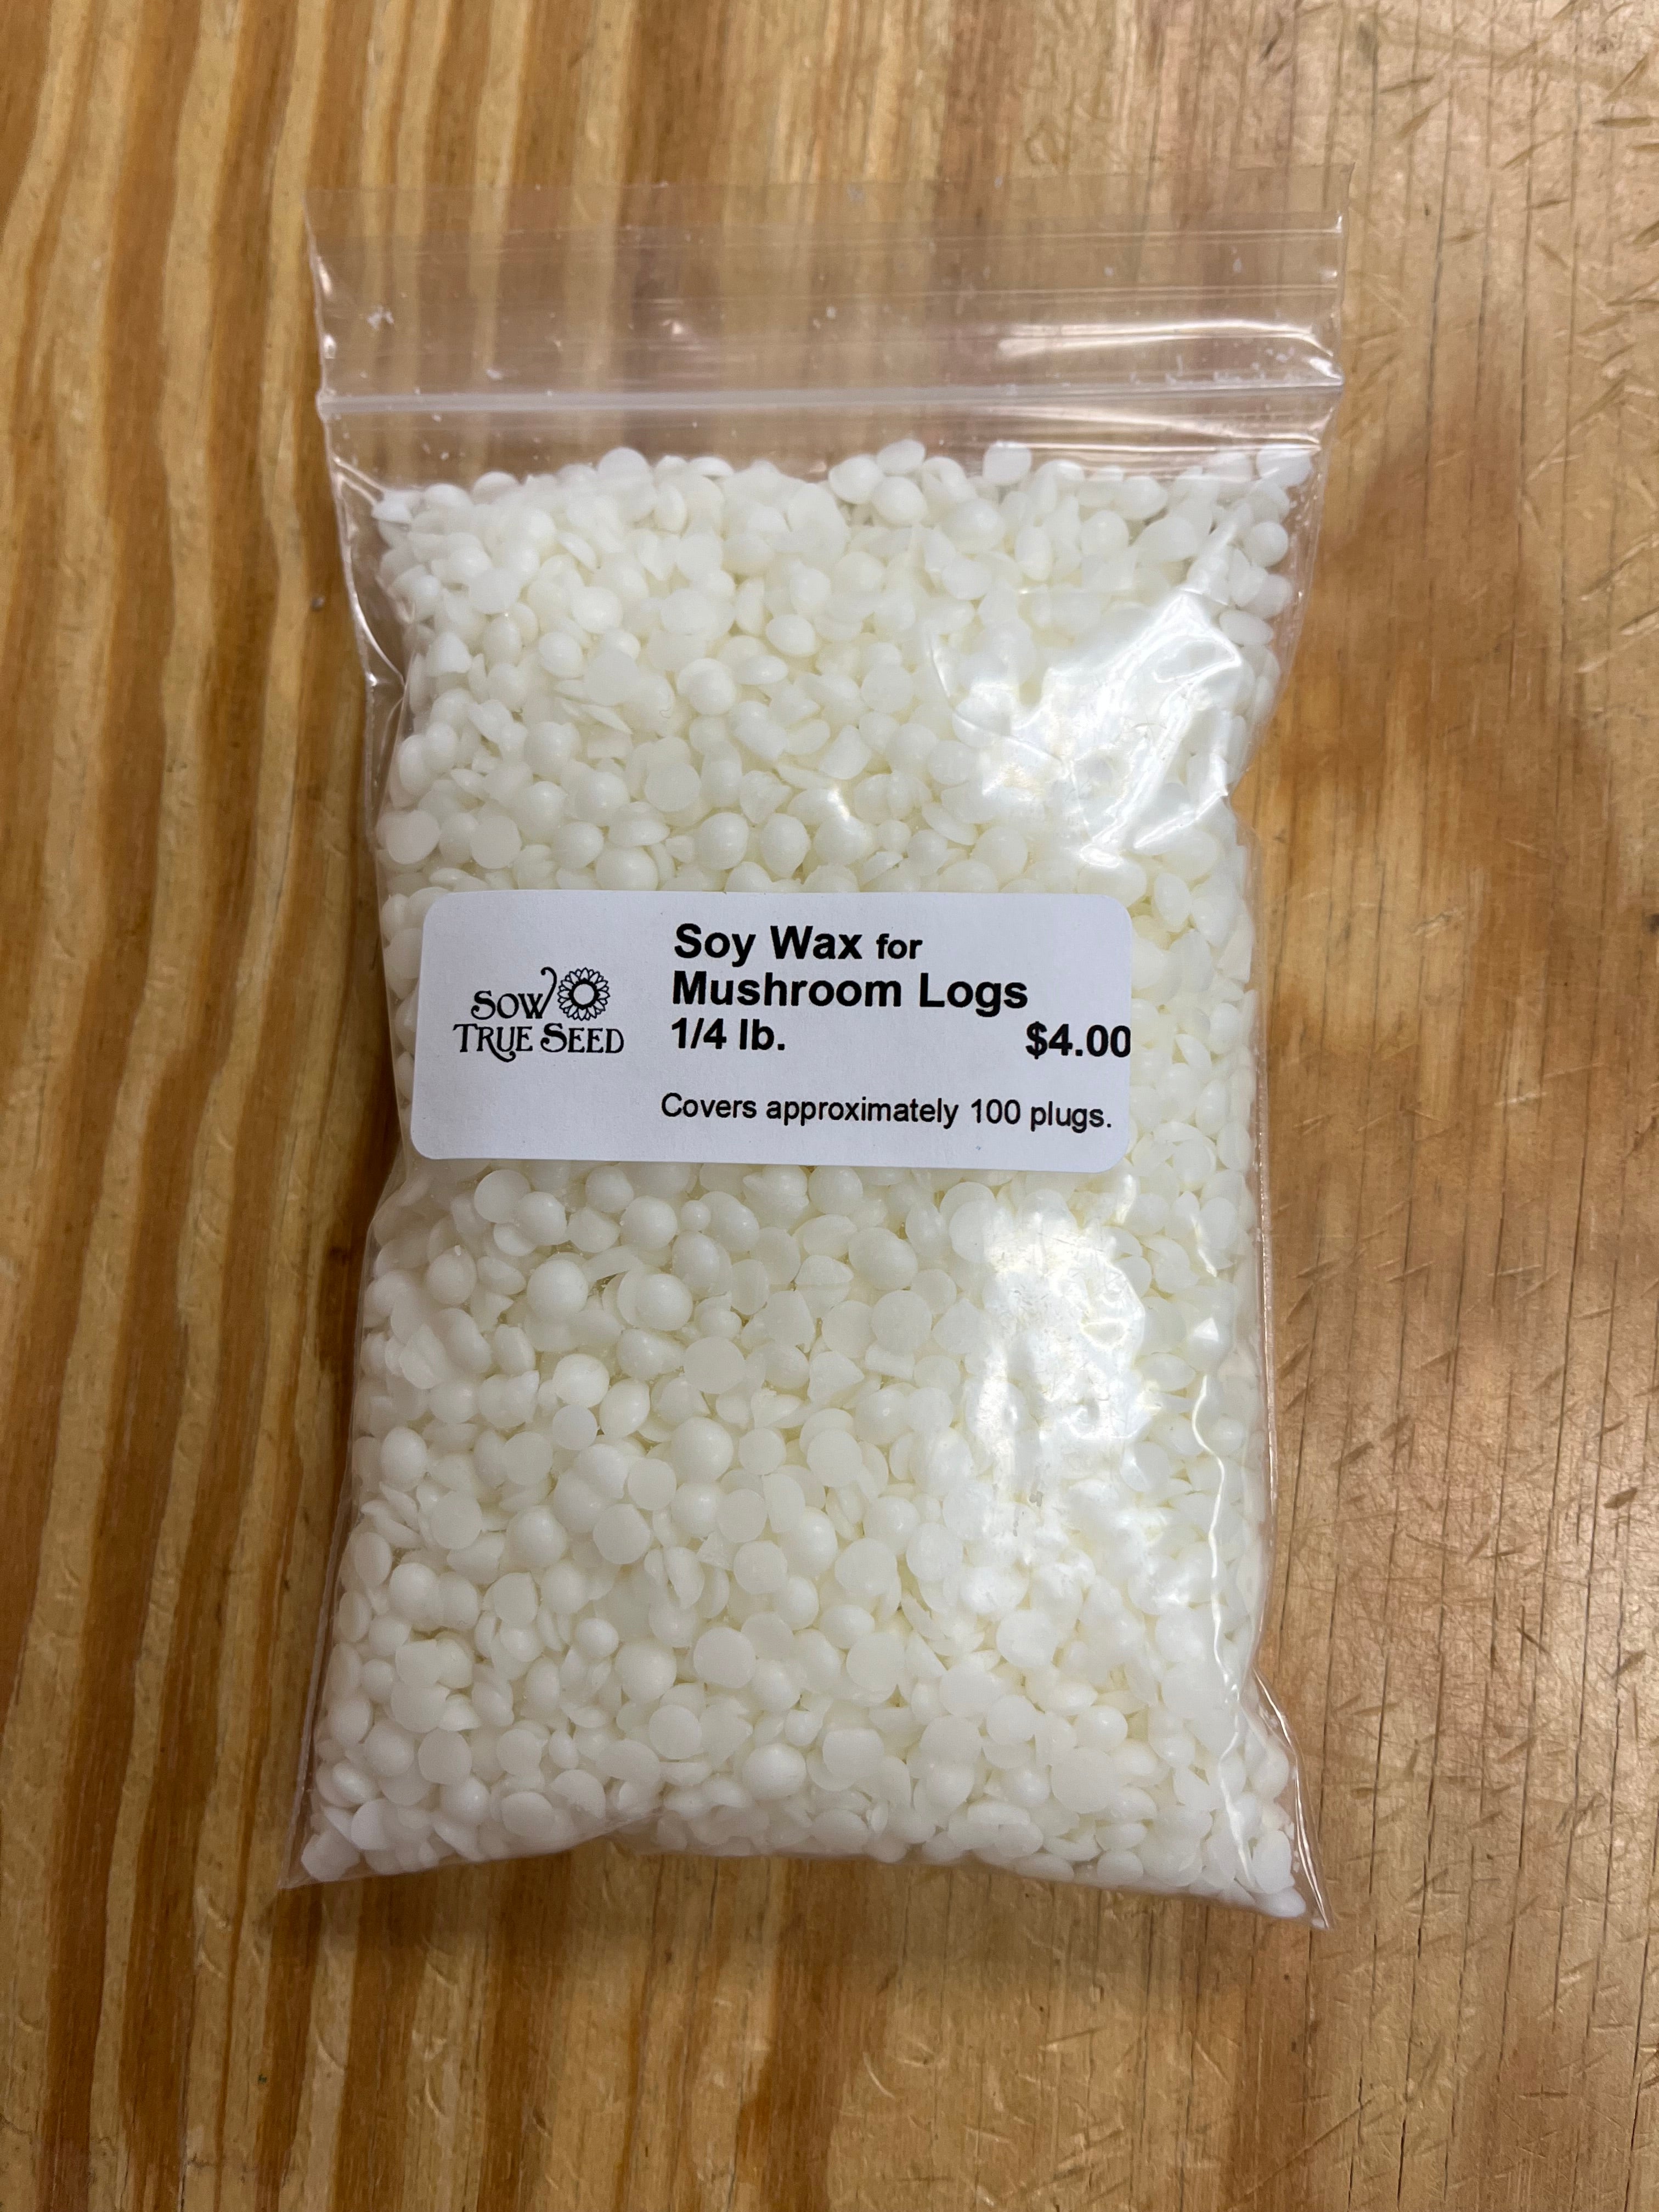 Sow
True Seed
Soy Wax for
Mushroom Logs
1/4 lb. $4.00
Covers approximately 100 plugs.